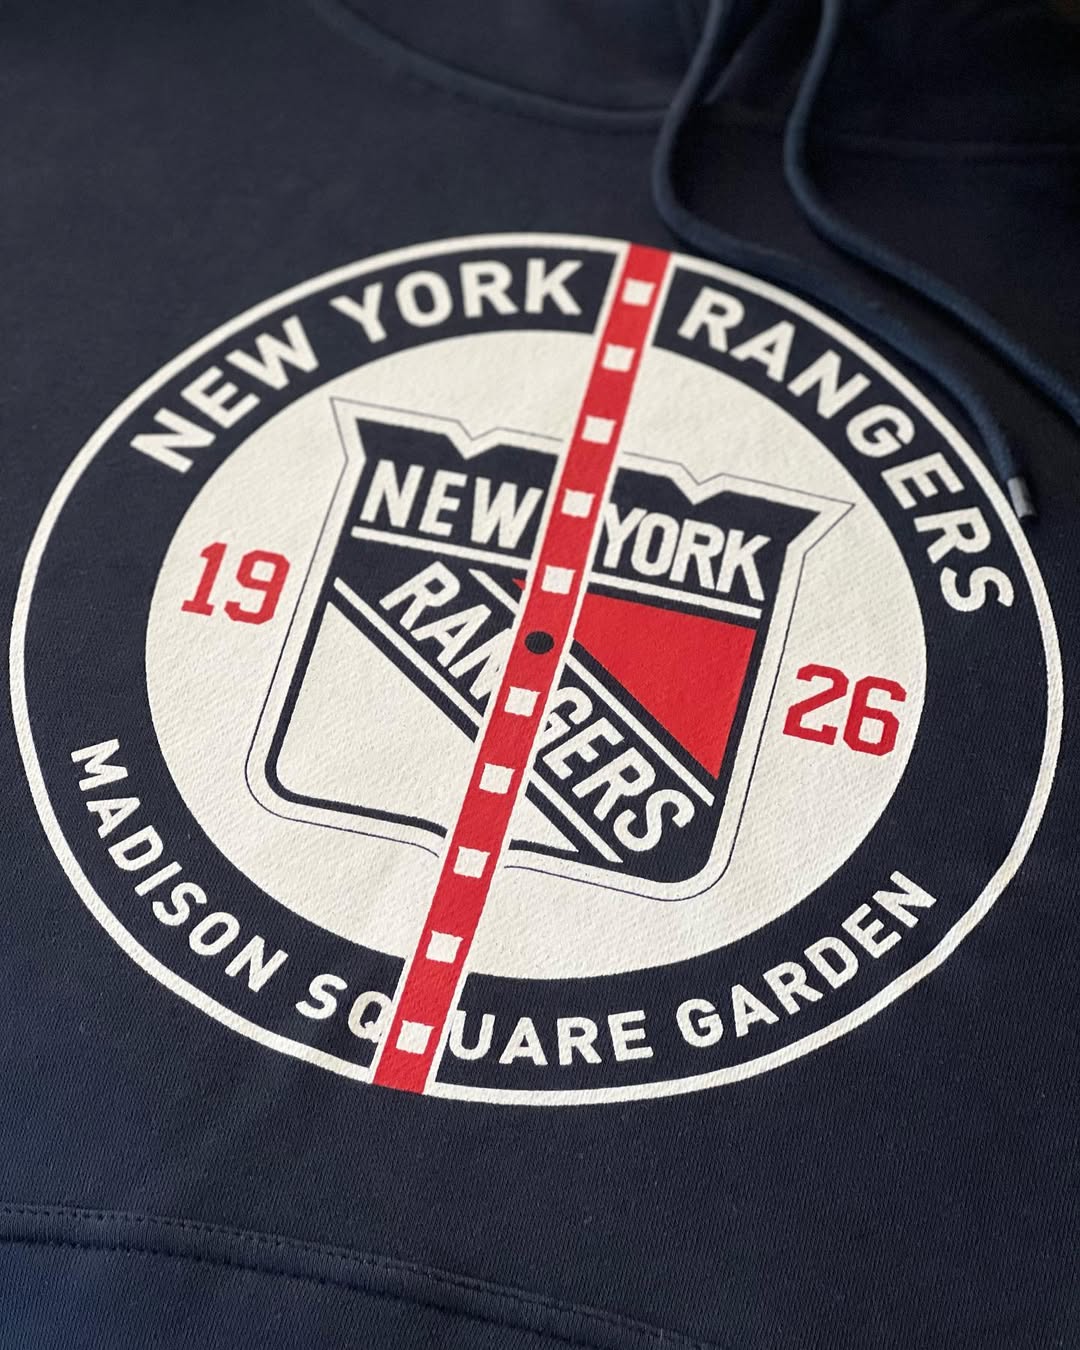 NEW YORK RANGERS
NEW YORK
RANGERS
19 26
MADISON SQUARE GARDEN